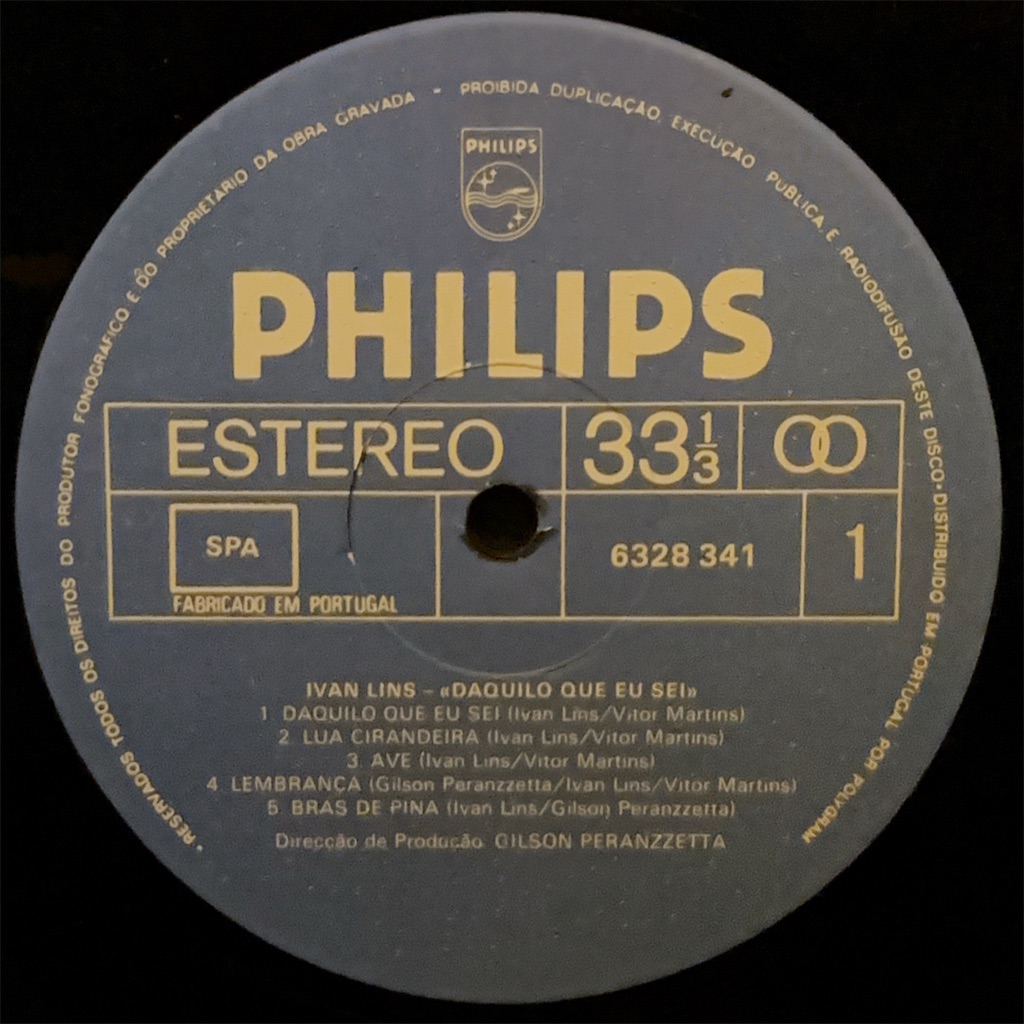 • RESERVADOS TODOS OS DIREITOS DO PRODUTOR FONOGRAFICO E DO PROPRIETARIO DA OBRA GRAVADA - PROIBIDA DUPLICAÇÃO, EXECUÇÃO PUBLICA E RADIODIFUSÃO DESTE DISCO • DISTRIBUIDO EM PORTUGAL POR POLYGRAM
PHILIPS
PHILIPS
ESTEREO 33 1/3
SPA 6328 341 1
FABRICADO EM PORTUGAL
IVAN LINS - «DAQUILO QUE EU SEI»
1 DAQUILO QUE EU SEI (Ivan Lins/Vitor Martins)
2 LUA CIRANDEIRA (Ivan Lins/Vitor Martins)
3. AVE (Ivan Lins/Vitor Martins)
4 LEMBRANÇA (Gilson Peranzzetta/Ivan Lins/Vitor Martins)
5 BRAS DE PINA (Ivan Lins/Gilson Peranzzetta)
Direcção de Produção GILSON PERANZZETTA